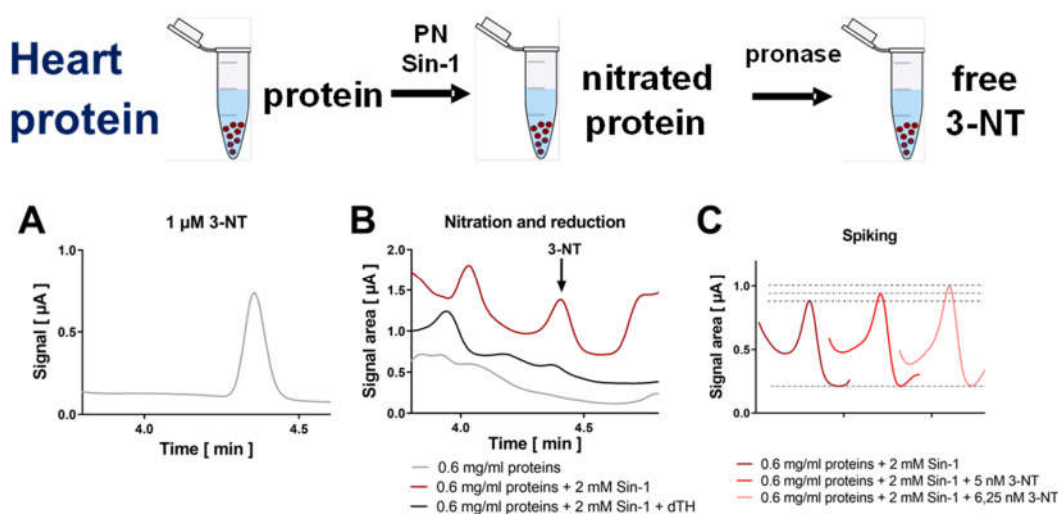 Heart
protein
protein
PN
Sin-1
nitrated
protein
pronase
free
3-NT
A
1 µM 3-NT
Signal [ µA ]
1.0
0.5
0.0
4.0
4.5
Time [ min ]
B
Nitration and reduction
3-NT
Signal area [ µA ]
2.0
1.5
1.0
0.5
0.0
4.0
4.5
Time [ min ]
0.6 mg/ml proteins
0.6 mg/ml proteins + 2 mM Sin-1
0.6 mg/ml proteins + 2 mM Sin-1 + dTH
C
Spiking
Signal area [ µA ]
1.0
0.5
0.0
0.6 mg/ml proteins + 2 mM Sin-1
0.6 mg/ml proteins + 2 mM Sin-1 + 5 nM 3-NT
0.6 mg/ml proteins + 2 mM Sin-1 + 6,25 nM 3-NT